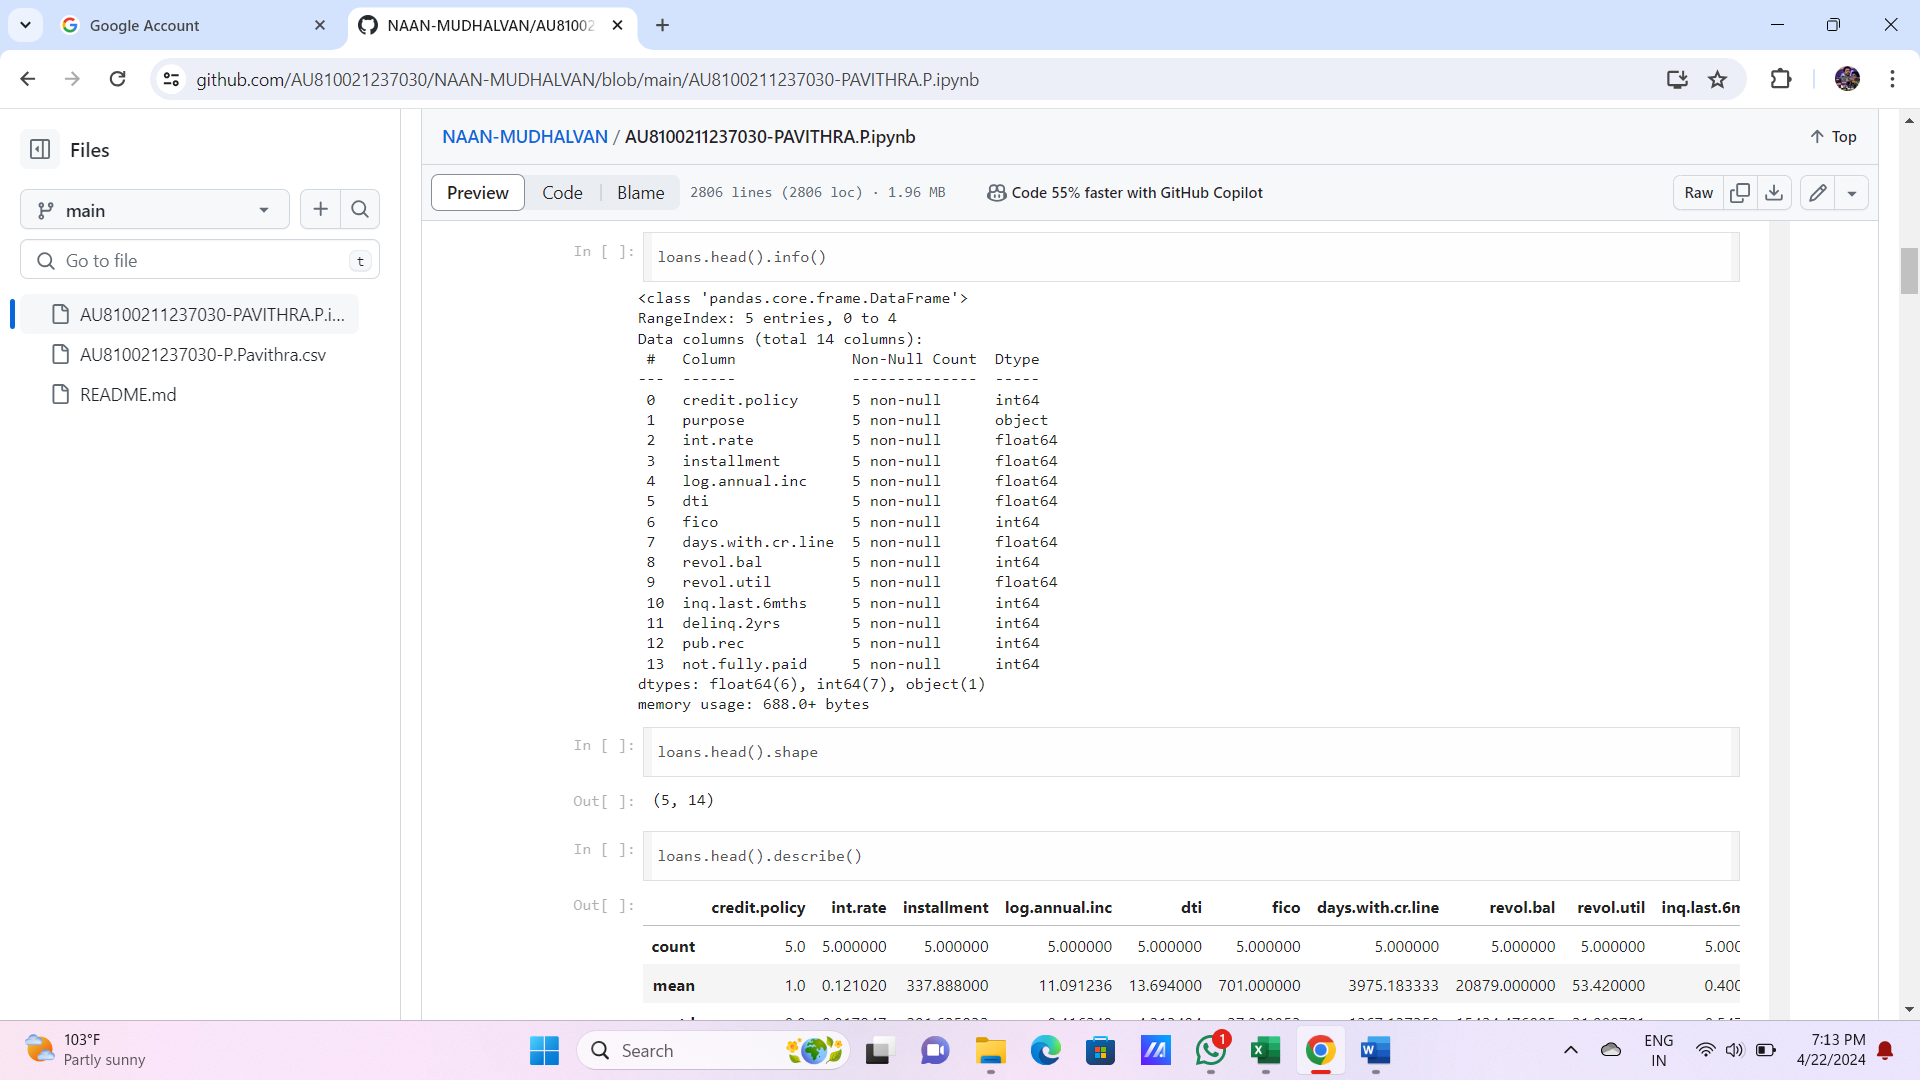 Google Account
NAAN-MUDHALVAN/AU81002
github.com/AU810021237030/NAAN-MUDHALVAN/blob/main/AU8100211237030-PAVITHRA.P.ipynb
Files
main
Go to file
t
AU8100211237030-PAVITHRA.P.i...
AU810021237030-P.Pavithra.csv
README.md
NAAN-MUDHALVAN / AU8100211237030-PAVITHRA.P.ipynb
Top
Preview Code Blame 2806 lines (2806 loc) · 1.96 MB Code 55% faster with GitHub Copilot Raw
In [ ]: loans.head().info()
<class 'pandas.core.frame.DataFrame'>
RangeIndex: 5 entries, 0 to 4
Data columns (total 14 columns):
# Column Non-Null Count Dtype
--- ------ -------------- -----
0 credit.policy 5 non-null int64
1 purpose 5 non-null object
2 int.rate 5 non-null float64
3 installment 5 non-null float64
4 log.annual.inc 5 non-null float64
5 dti 5 non-null float64
6 fico 5 non-null int64
7 days.with.cr.line 5 non-null float64
8 revol.bal 5 non-null int64
9 revol.util 5 non-null float64
10 inq.last.6mths 5 non-null int64
11 delinq.2yrs 5 non-null int64
12 pub.rec 5 non-null int64
13 not.fully.paid 5 non-null int64
dtypes: float64(6), int64(7), object(1)
memory usage: 688.0+ bytes
In [ ]: loans.head().shape
Out[ ]: (5, 14)
In [ ]: loans.head().describe()
Out[ ]: credit.policy int.rate installment log.annual.inc dti fico days.with.cr.line revol.bal revol.util inq.last.6m
count 5.0 5.000000 5.000000 5.000000 5.000000 5.000000 5.000000 5.000000 5.000000 5.000
mean 1.0 0.121020 337.888000 11.091236 13.694000 701.000000 3975.183333 20879.000000 53.420000 0.400
103°F
Partly sunny
Search
1
ENG
IN
7:13 PM
4/22/2024